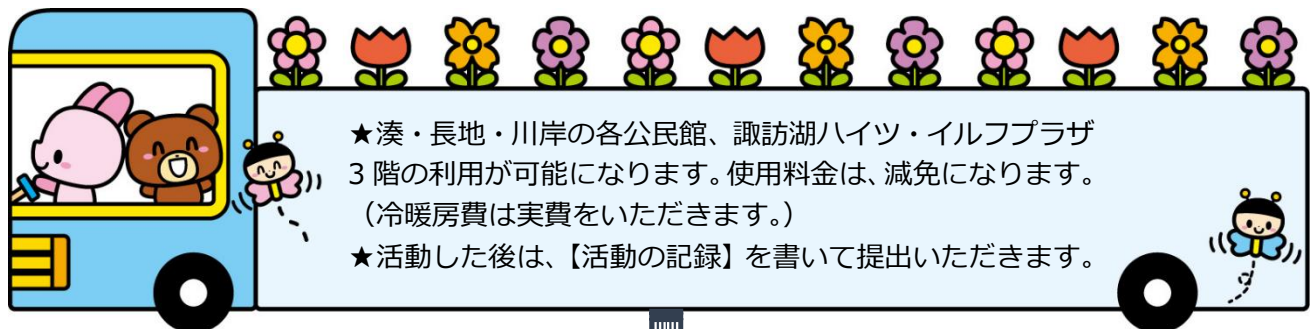 ★湊・長地・川岸の各公民館、諏訪湖ハイツ・イルフプラザ
3階の利用が可能になります。使用料金は、減免になります。
（冷暖房費は実費をいただきます。）
★活動した後は、【活動の記録】を書いて提出いただきます。